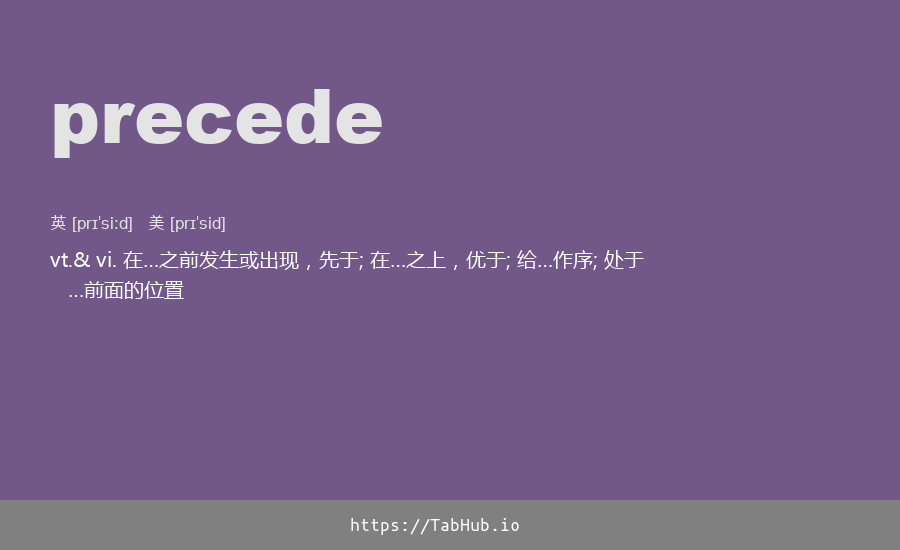 precede
英 [prɪˈsiːd]   美 [prɪˈsid]
vt.& vi. 在…之前发生或出现，先于; 在…之上，优于; 给…作序; 处于
…前面的位置
https://TabHub.io